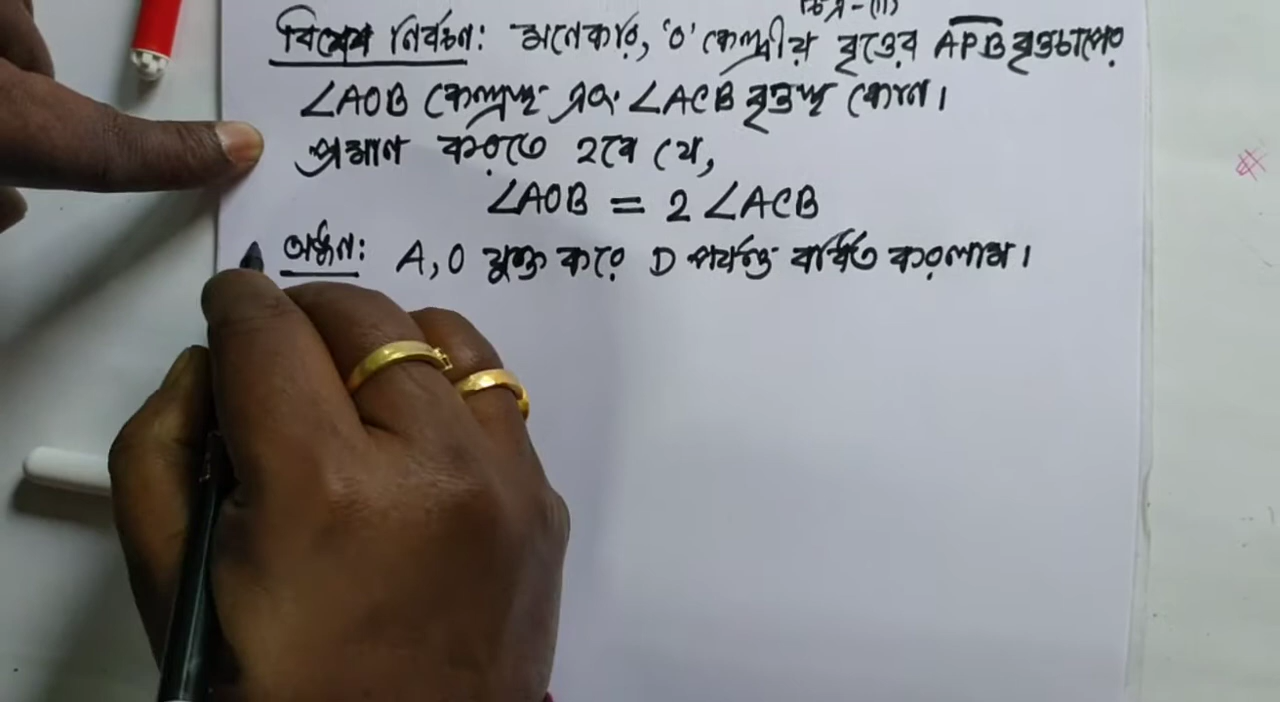 চিত্র-(II)
বিশেষ নির্বচন: মনেকরি, 'O' কেন্দ্রীয় বৃত্তের APB বৃত্তচাপের
∠AOB কেন্দ্রস্থ এবং ∠ACB বৃত্তস্থ কোণ।
প্রমাণ করতে হবে যে,
∠AOB = 2 ∠ACB
অঙ্কন: A, O যুক্ত করে D পর্যন্ত বর্ধিত করলাম।